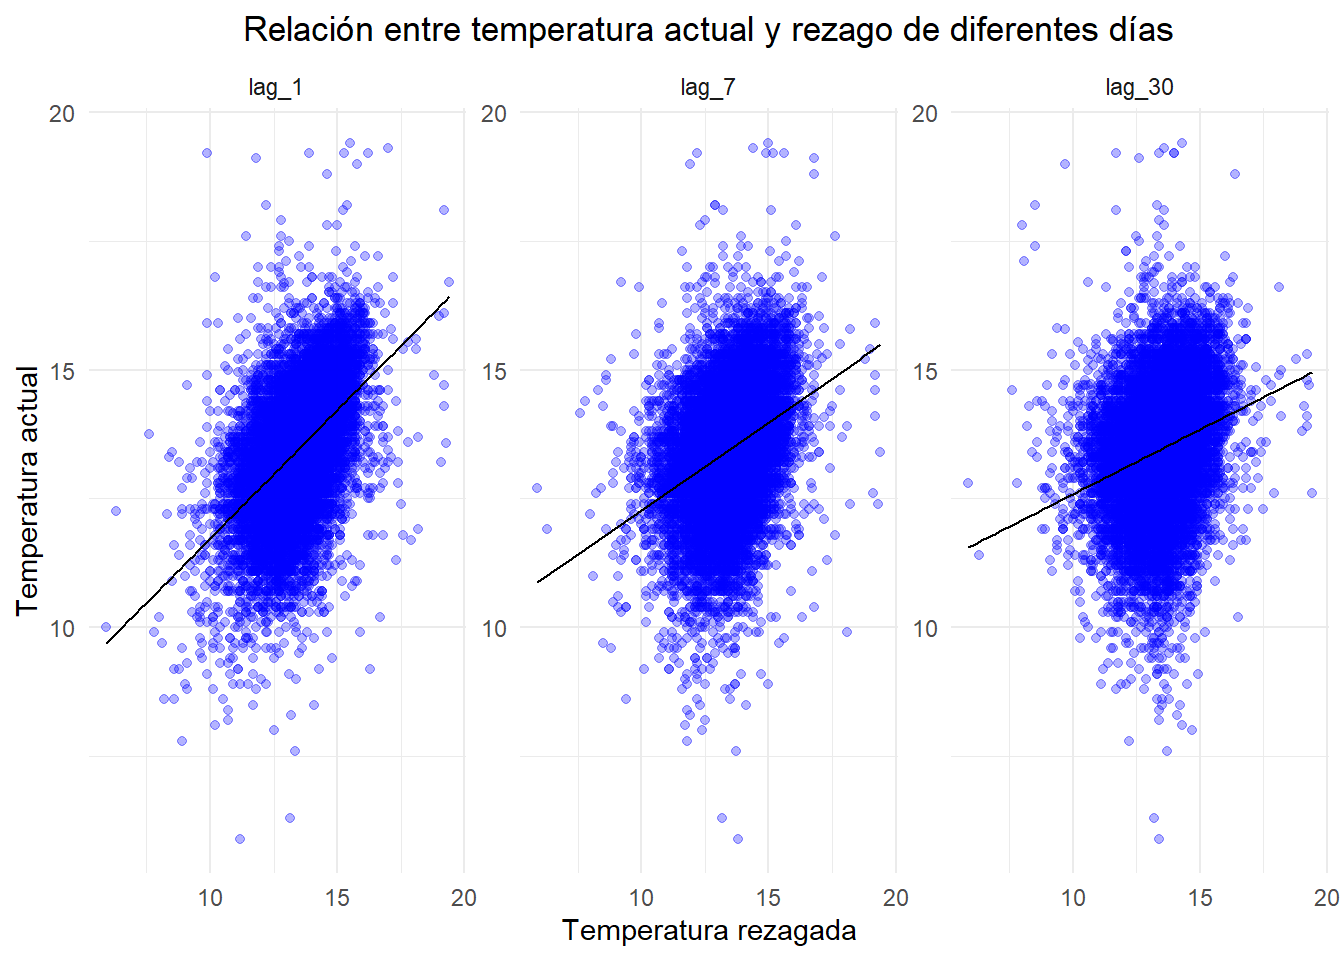 Relación entre temperatura actual y rezago de diferentes días
lag_1 lag_7 lag_30
20 20 20
15 15 15
10 10 10
Temperatura actual
10 15 20 10 15 20 10 15 20
Temperatura rezagada